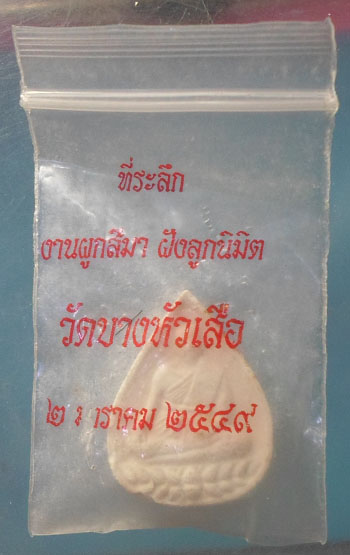 ที่ระลึก
งานผูกสีมา ฝังลูกนิมิต
วัดบางหัวเสือ
๒ มกราคม ๒๕๔๙